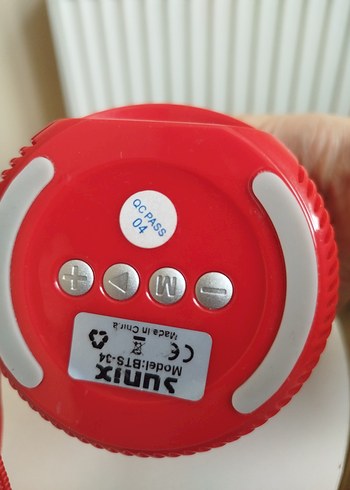 QC PASS
04
+ M −
sunix
Model:BTS-34
CE
Made in China